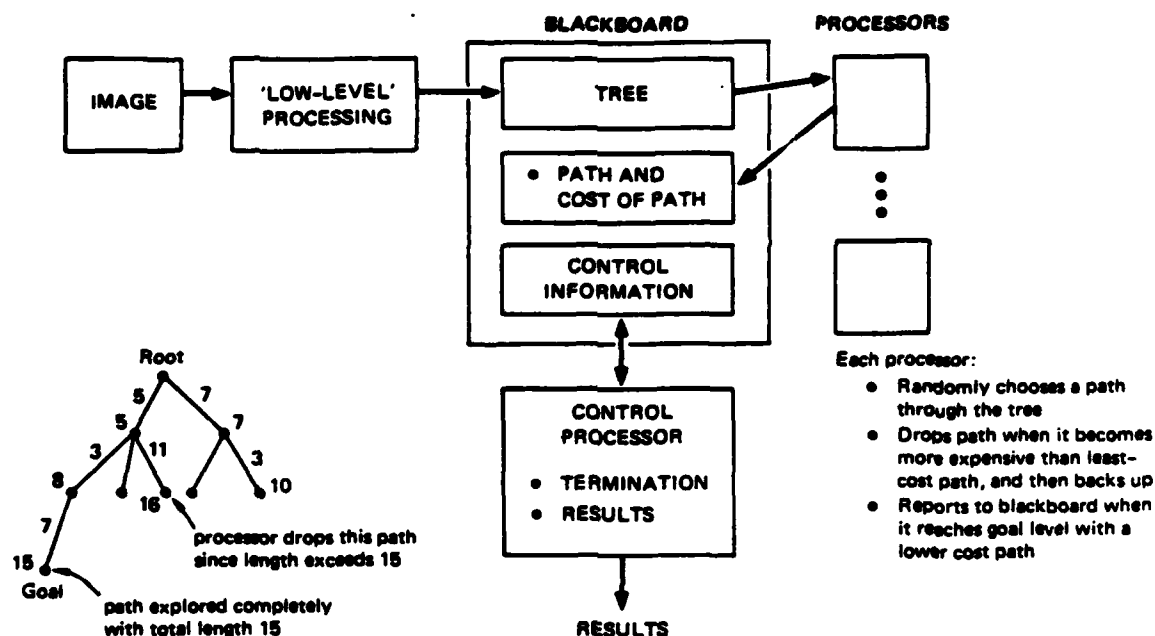 BLACKBOARD
PROCESSORS
IMAGE
'LOW-LEVEL'
PROCESSING
TREE
• PATH AND
COST OF PATH
CONTROL
INFORMATION
CONTROL
PROCESSOR
• TERMINATION
• RESULTS
RESULTS
Each processor:
• Randomly chooses a path
through the tree
• Drops path when it becomes
more expensive than least-
cost path, and then backs up
• Reports to blackboard when
it reaches goal level with a
lower cost path
Root
5 7
5 7
3 11 3
8 16 10
7
15
Goal
processor drops this path
since length exceeds 15
path explored completely
with total length 15